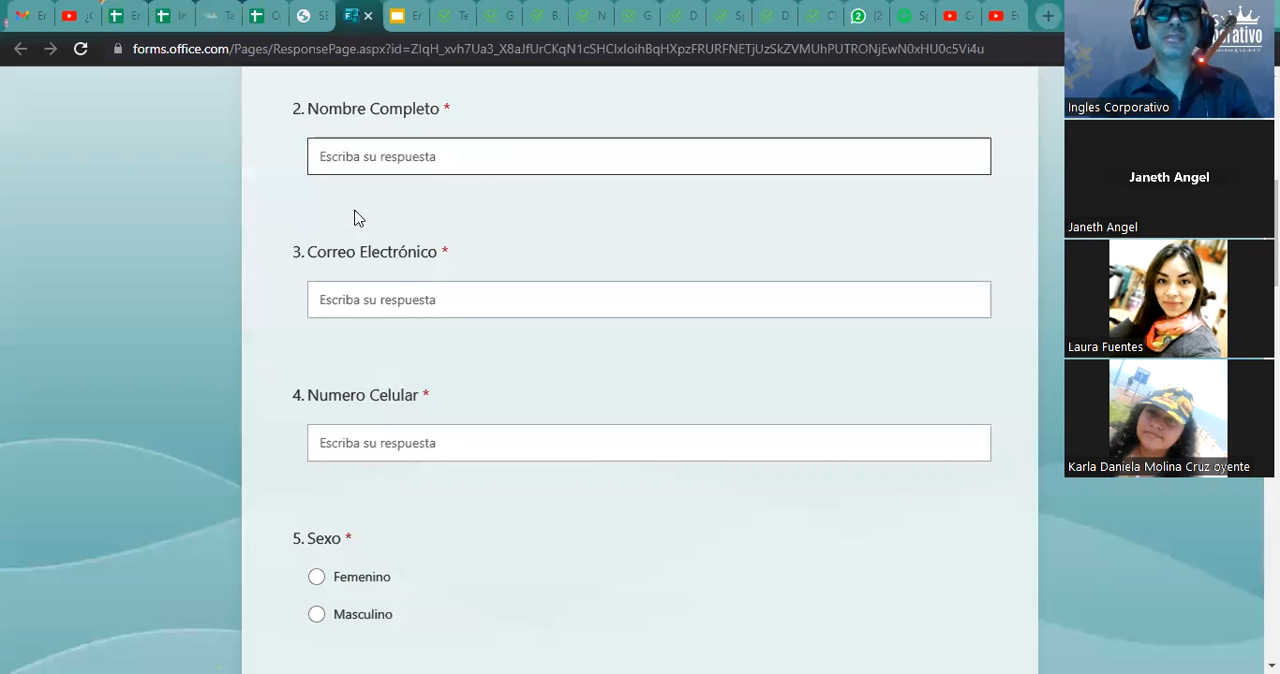 forms.office.com/Pages/ResponsePage.aspx?id=ZIqH_xvh7Ua3_X8aJfUrCKqN1cSHCIxloihBqHXpzFRURFNETjUzSkZVMUhPUTRONjEwN0xHU0c5Vi4u
2. Nombre Completo *
Escriba su respuesta
3. Correo Electrónico *
Escriba su respuesta
4. Numero Celular *
Escriba su respuesta
5. Sexo *
Femenino
Masculino
Ingles Corporativo
Janeth Angel
Janeth Angel
Laura Fuentes
Karla Daniela Molina Cruz oyente